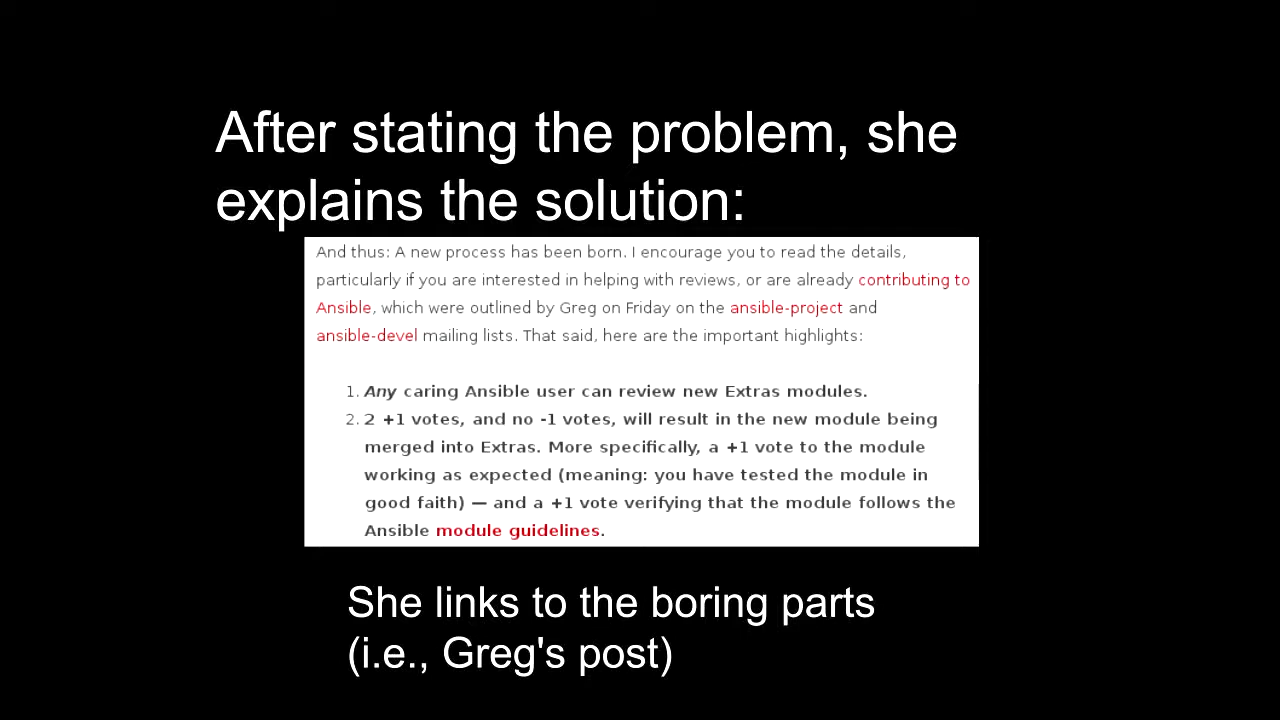 After stating the problem, she
explains the solution:
And thus: A new process has been born. I encourage you to read the details,
particularly if you are interested in helping with reviews, or are already contributing to
Ansible, which were outlined by Greg on Friday on the ansible-project and
ansible-devel mailing lists. That said, here are the important highlights:
1. Any caring Ansible user can review new Extras modules.
2. 2 +1 votes, and no -1 votes, will result in the new module being
merged into Extras. More specifically, a +1 vote to the module
working as expected (meaning: you have tested the module in
good faith) — and a +1 vote verifying that the module follows the
Ansible module guidelines.
She links to the boring parts
(i.e., Greg's post)